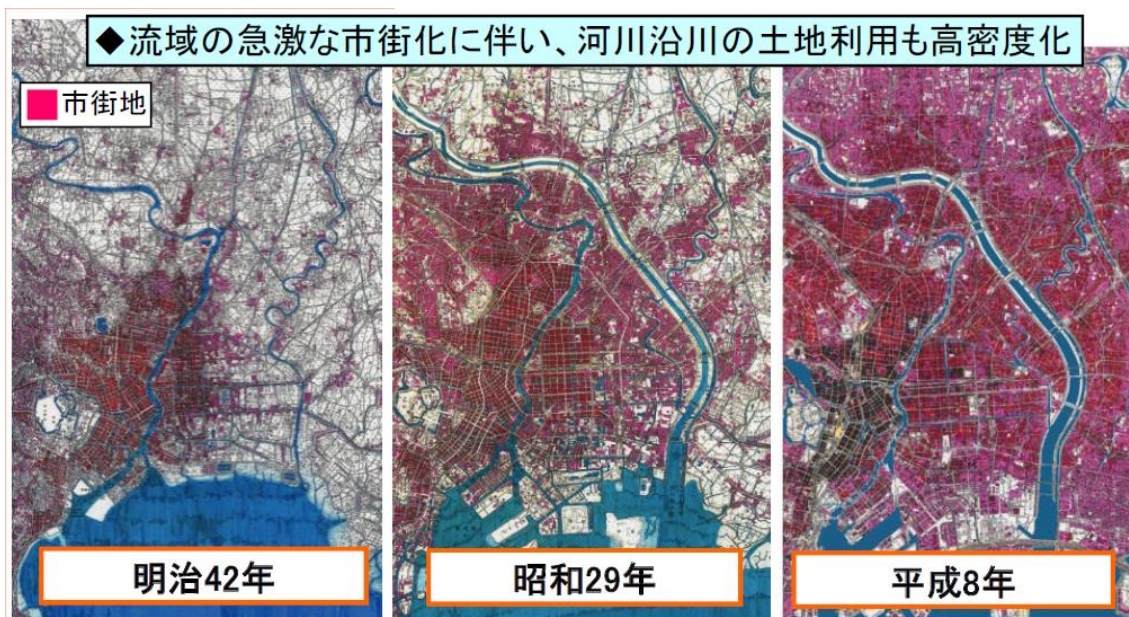 ◆流域の急激な市街化に伴い、河川沿川の土地利用も高密度化
市街地
明治42年
昭和29年
平成8年